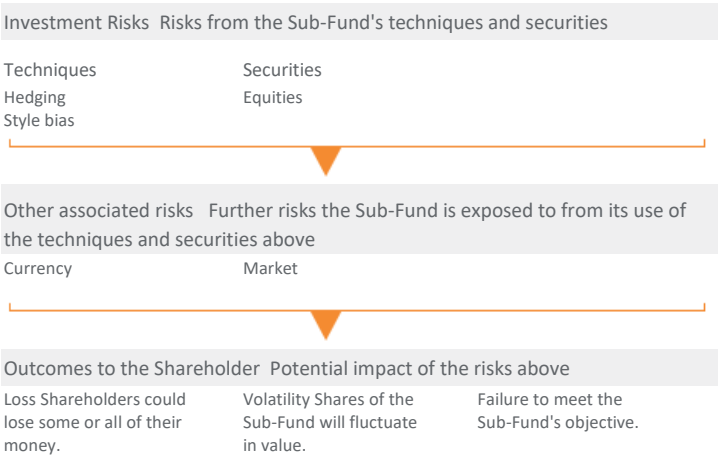 Investment Risks Risks from the Sub-Fund's techniques and securities
Techniques Securities
Hedging Equities
Style bias
Other associated risks Further risks the Sub-Fund is exposed to from its use of
the techniques and securities above
Currency Market
Outcomes to the Shareholder Potential impact of the risks above
Loss Shareholders could
lose some or all of their
money.
Volatility Shares of the
Sub-Fund will fluctuate
in value.
Failure to meet the
Sub-Fund's objective.